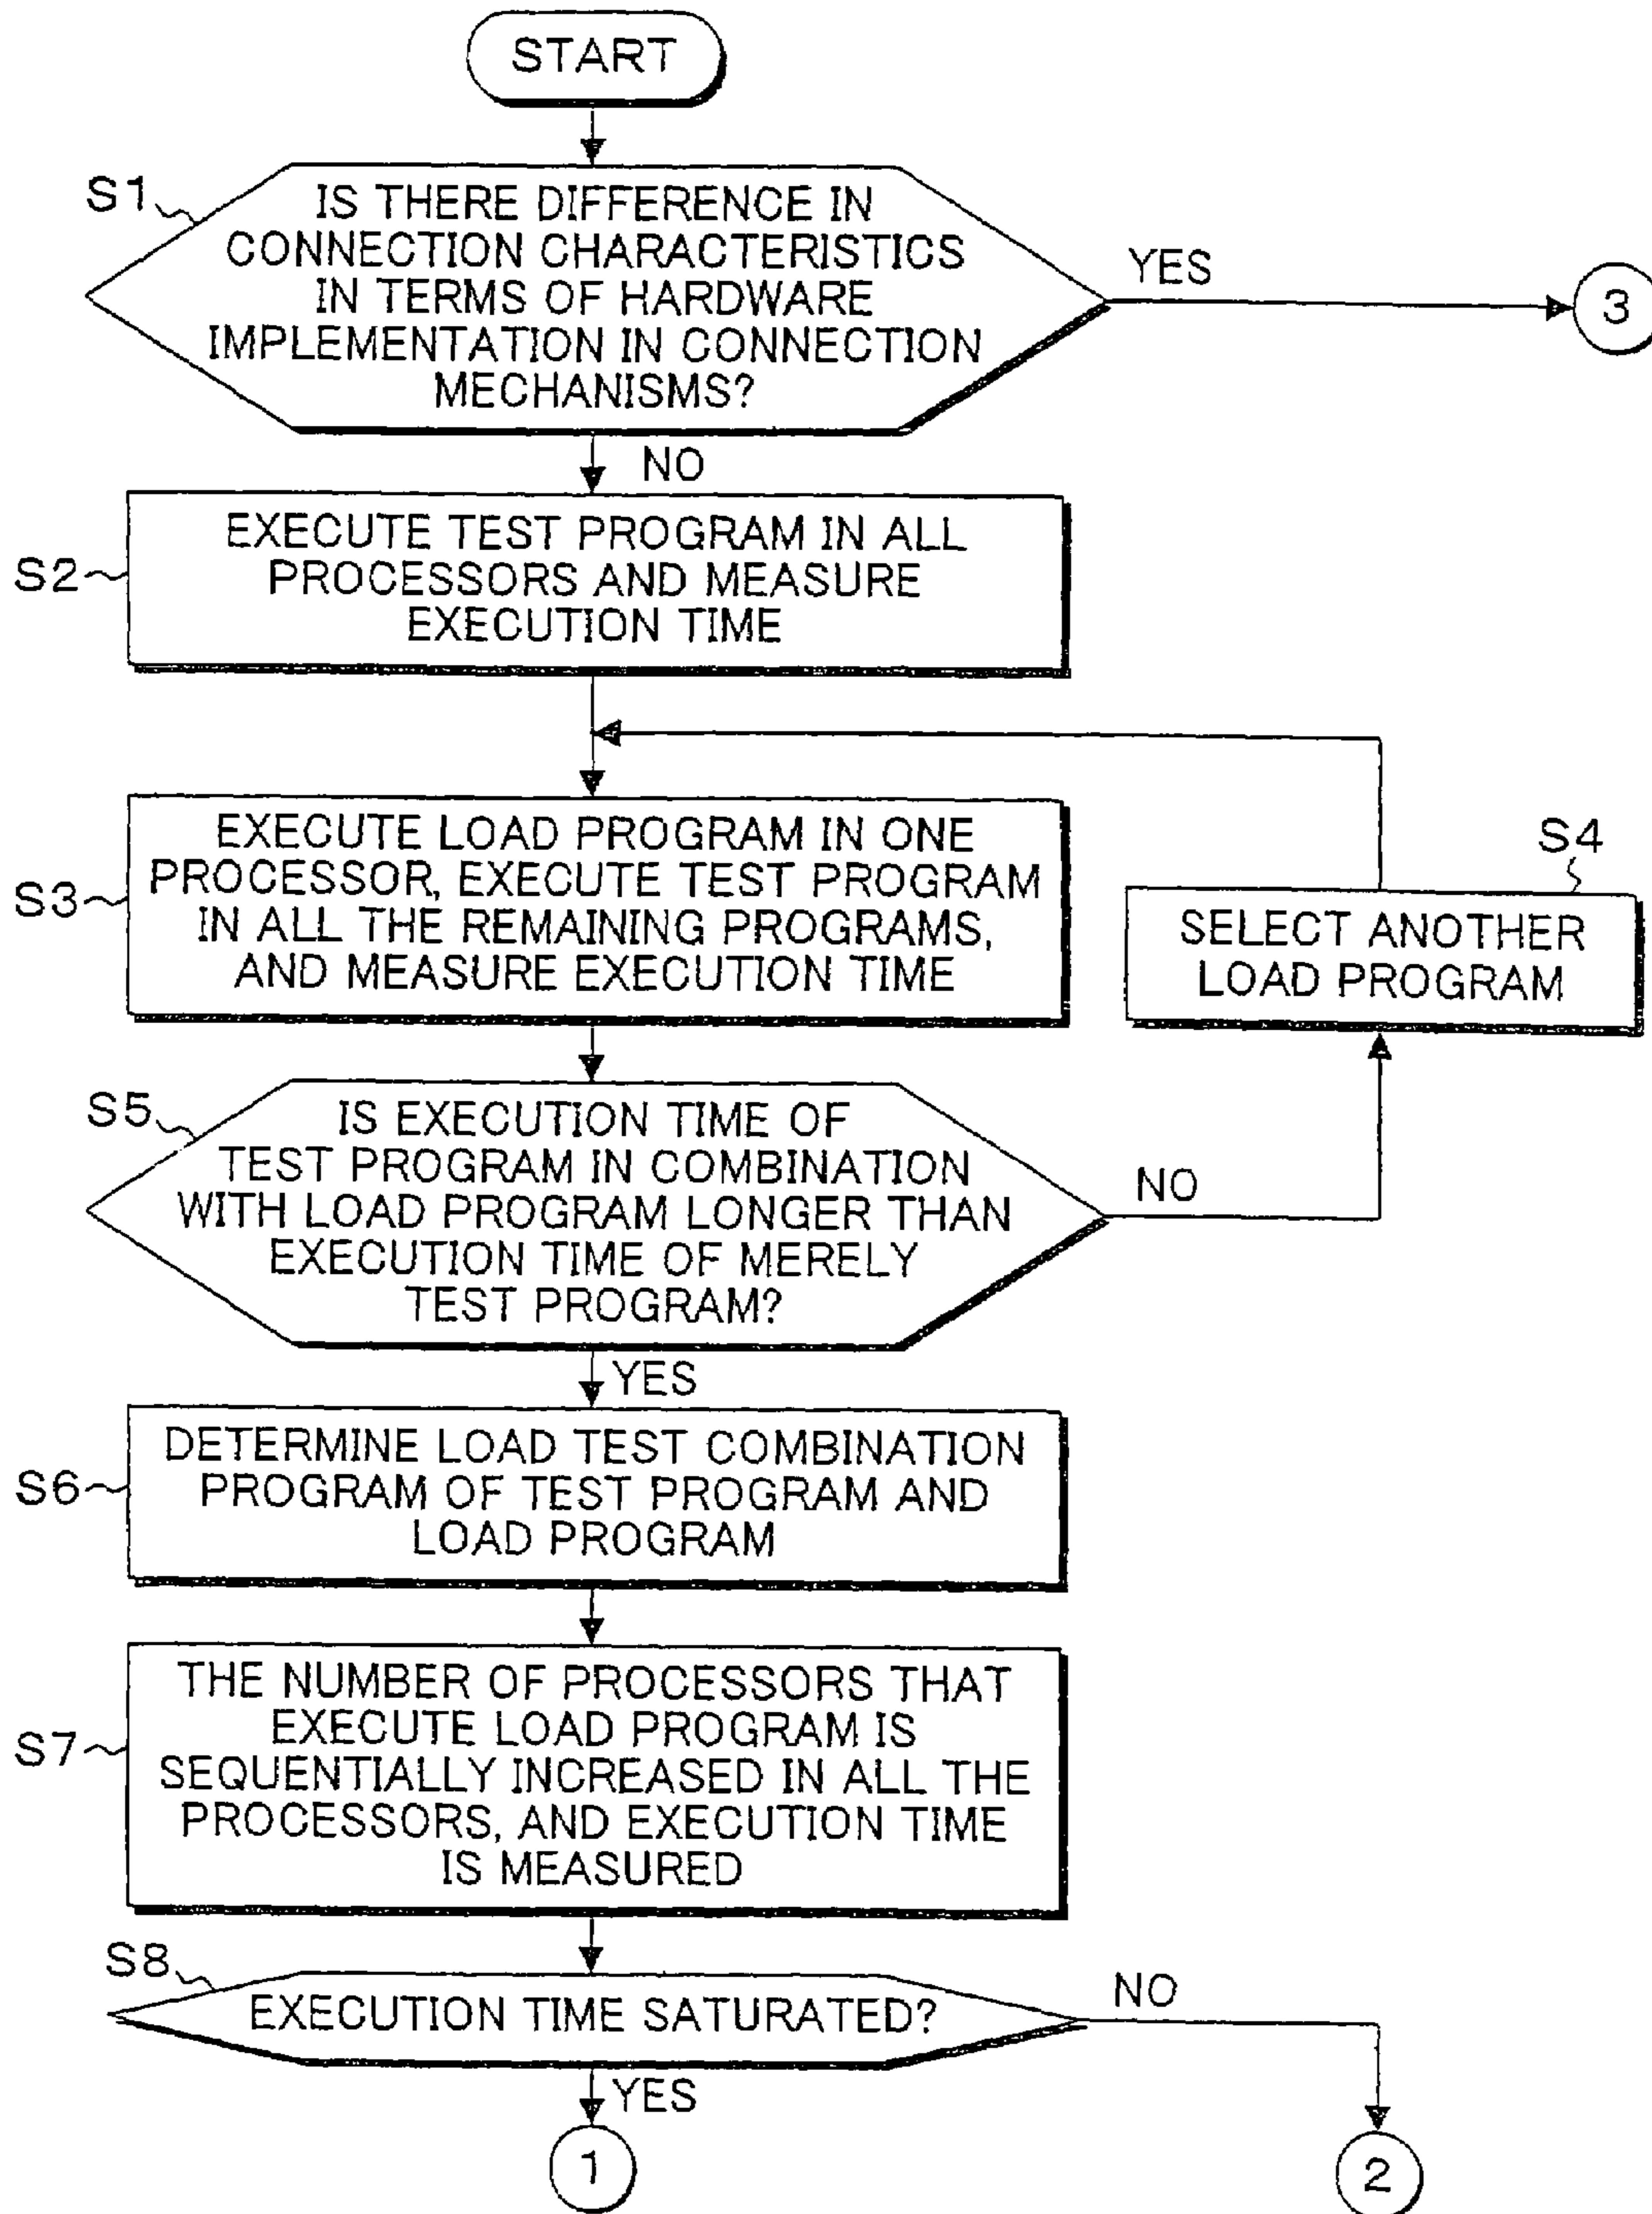 START
S1
IS THERE DIFFERENCE IN
CONNECTION CHARACTERISTICS
IN TERMS OF HARDWARE
IMPLEMENTATION IN CONNECTION
MECHANISMS?
YES
3
NO
S2
EXECUTE TEST PROGRAM IN ALL
PROCESSORS AND MEASURE
EXECUTION TIME
S3
EXECUTE LOAD PROGRAM IN ONE
PROCESSOR, EXECUTE TEST PROGRAM
IN ALL THE REMAINING PROGRAMS,
AND MEASURE EXECUTION TIME
S4
SELECT ANOTHER
LOAD PROGRAM
S5
IS EXECUTION TIME OF
TEST PROGRAM IN COMBINATION
WITH LOAD PROGRAM LONGER THAN
EXECUTION TIME OF MERELY
TEST PROGRAM?
NO
YES
S6
DETERMINE LOAD TEST COMBINATION
PROGRAM OF TEST PROGRAM AND
LOAD PROGRAM
S7
THE NUMBER OF PROCESSORS THAT
EXECUTE LOAD PROGRAM IS
SEQUENTIALLY INCREASED IN ALL THE
PROCESSORS, AND EXECUTION TIME
IS MEASURED
S8
EXECUTION TIME SATURATED?
NO
YES
1
2